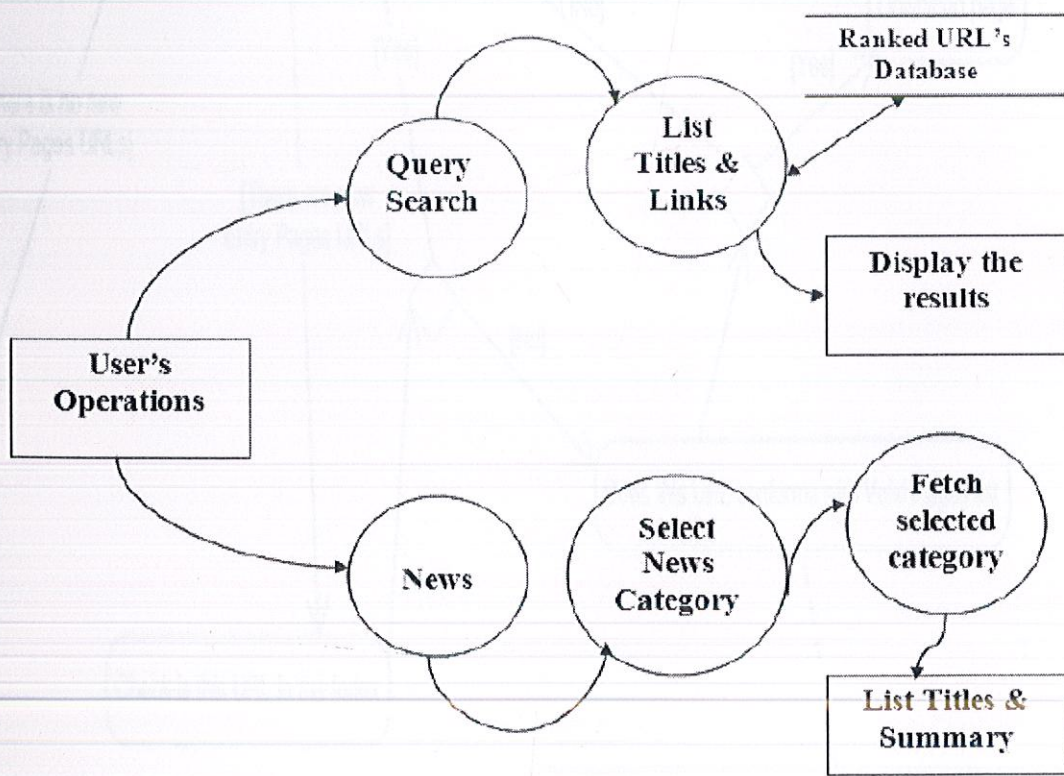 Ranked URL's
Database
Query
Search
List
Titles &
Links
Display the
results
User's
Operations
News
Select
News
Category
Fetch
selected
category
List Titles &
Summary